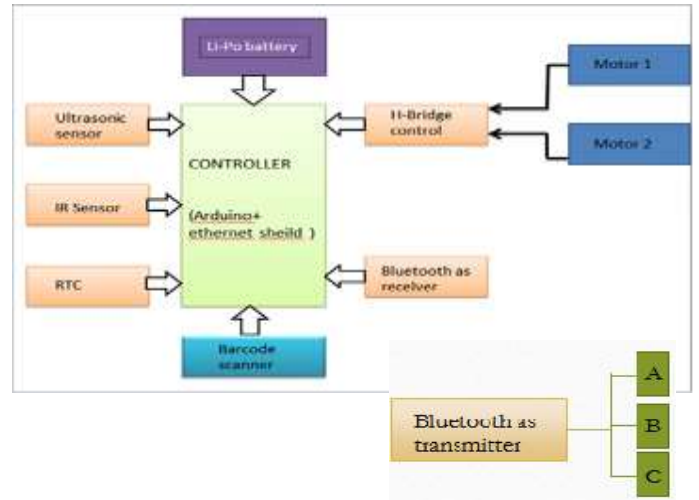 Li-Po battery
Motor 1
Ultrasonic
sensor
H-Bridge
control
Motor 2
CONTROLLER
IR Sensor
(Arduino+
ethernet sheild )
RTC
Bluetooth as
receiver
Barcode
scanner
A
Bluetooth as
transmitter
B
C